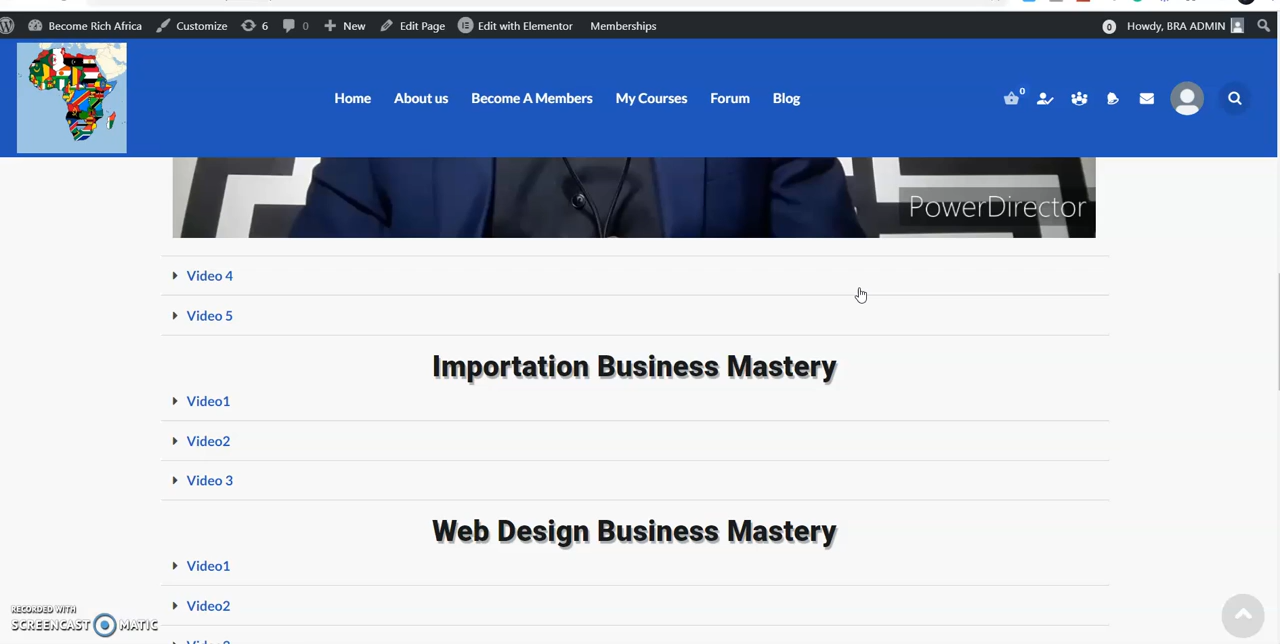 Become Rich Africa Customize 6 0 New Edit Page Edit with Elementor Memberships 0 Howdy, BRA ADMIN
Home About us Become A Members My Courses Forum Blog 0
PowerDirector
Video 4
Video 5
Importation Business Mastery
Video1
Video2
Video 3
Web Design Business Mastery
Video1
Video2
RECORDED WITH
SCREENCAST MATIC